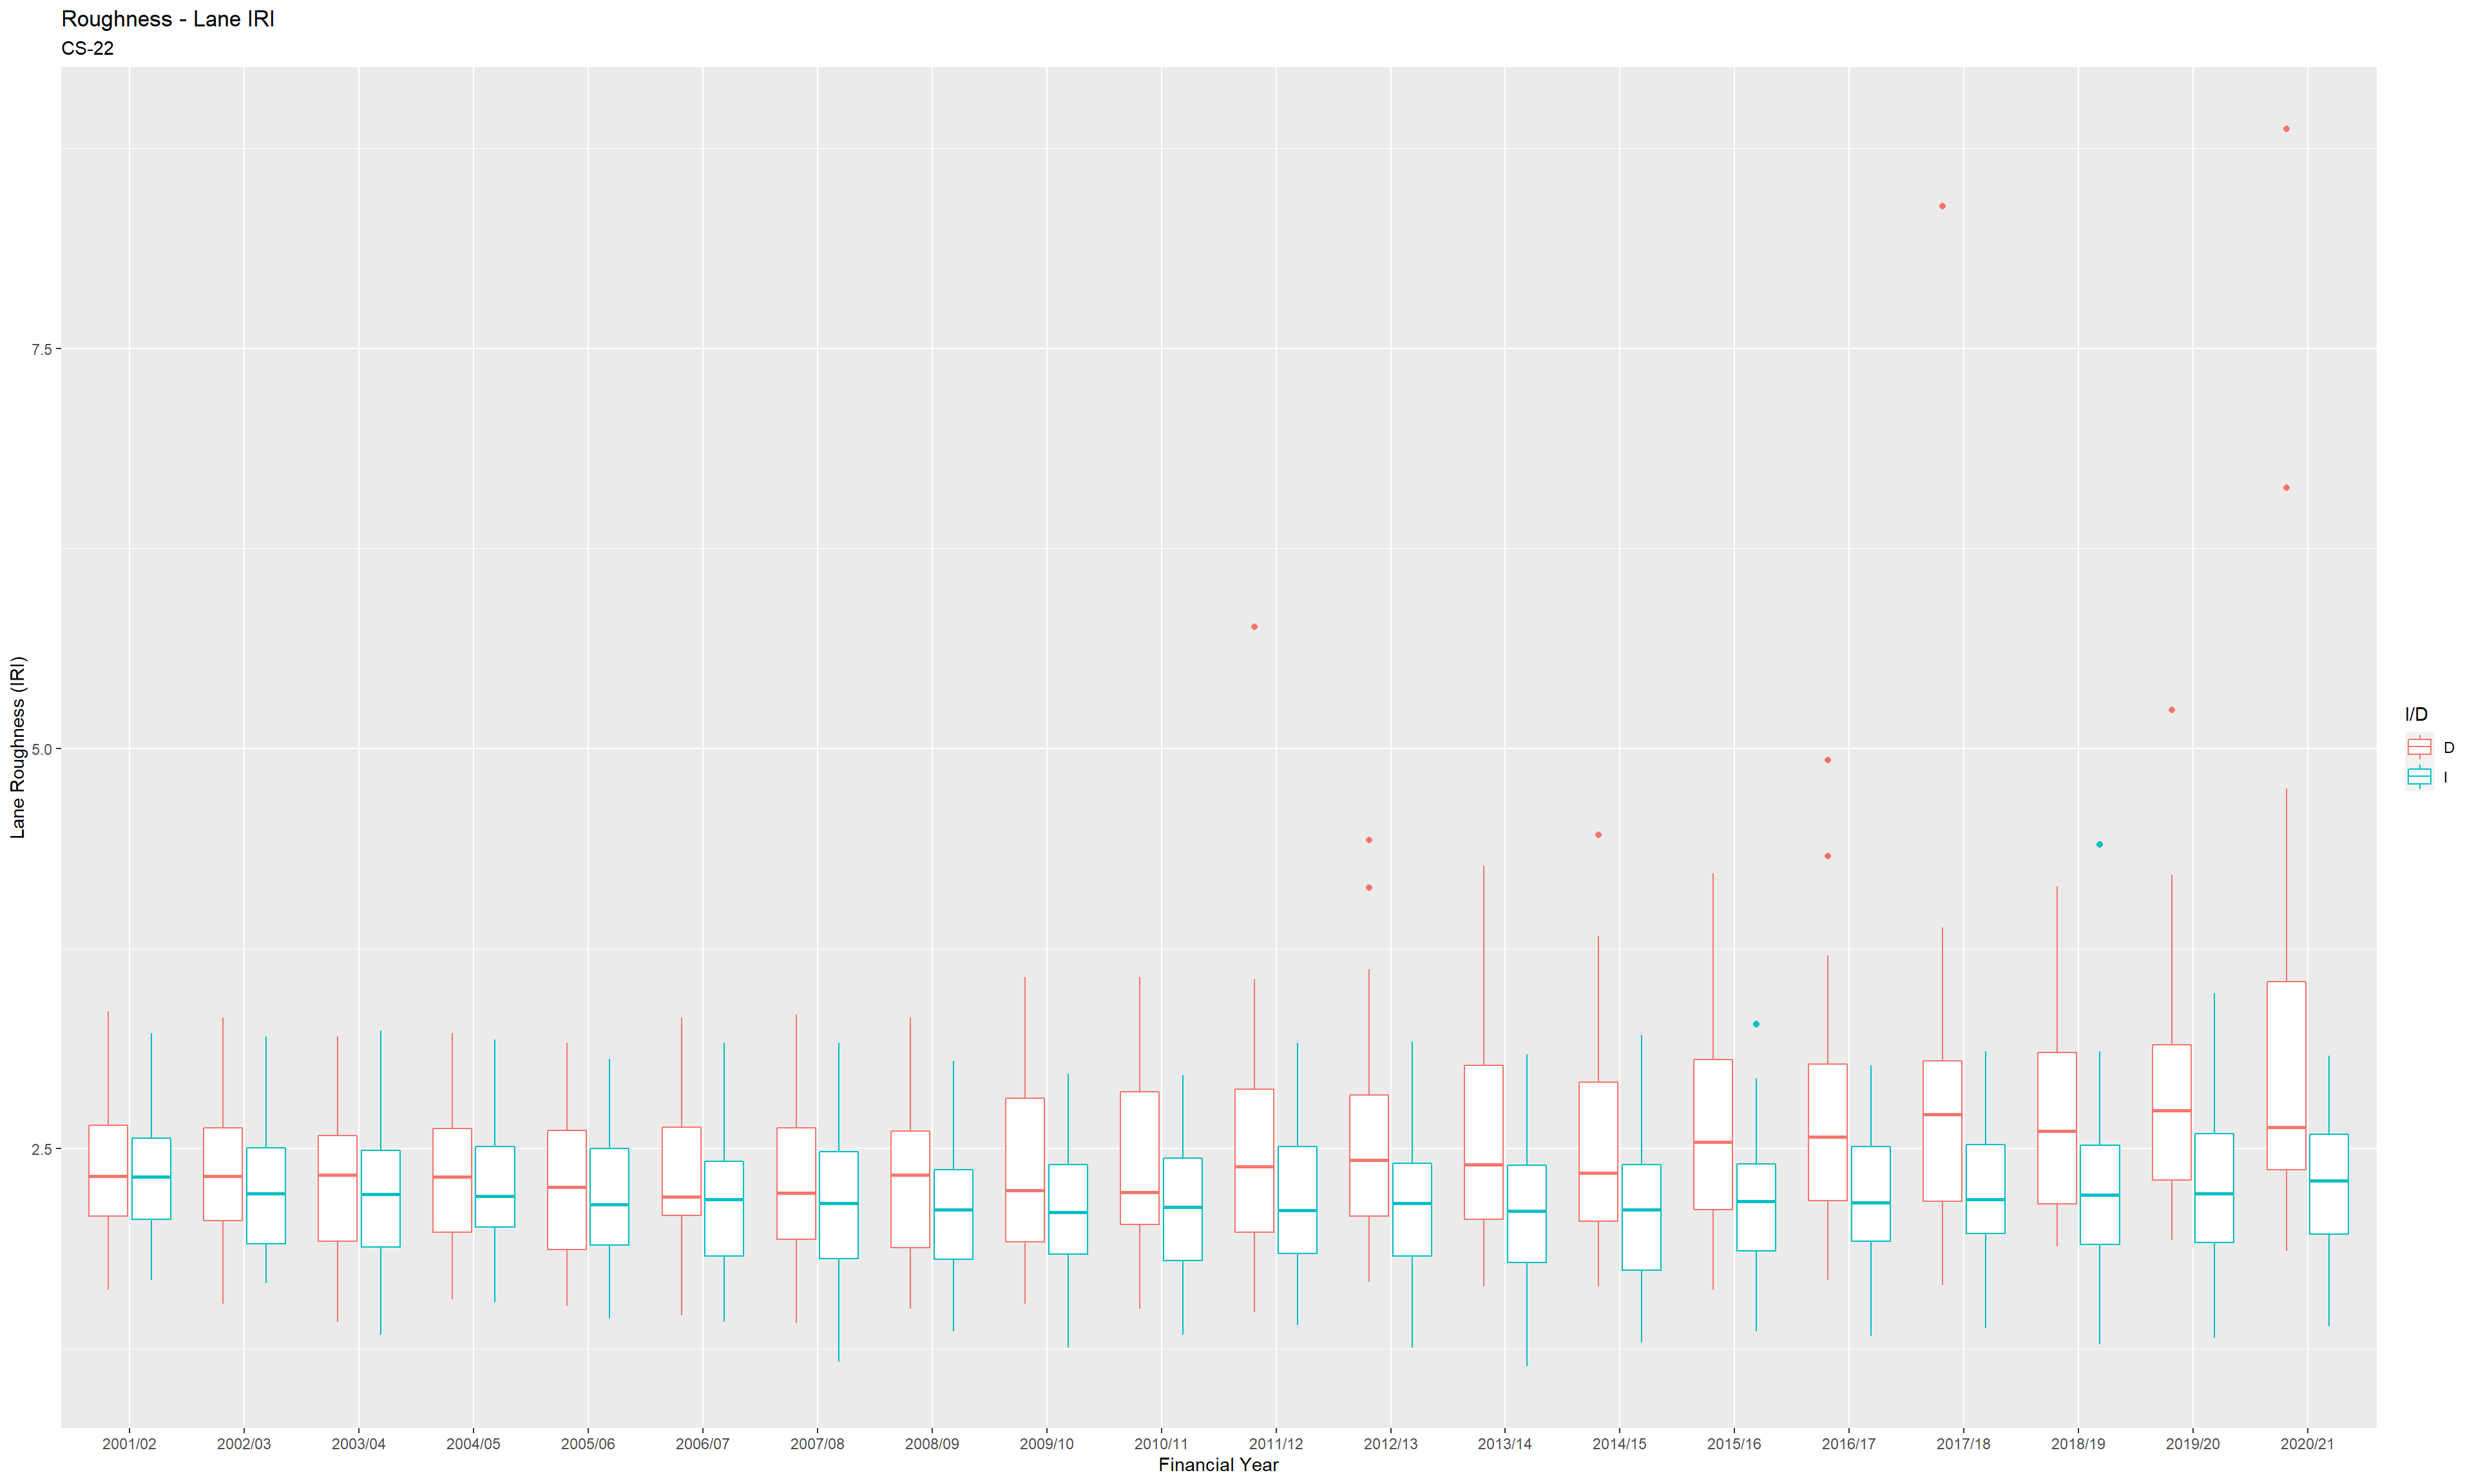 Roughness - Lane IRI
CS-22
Lane Roughness (IRI)
7.5
5.0
2.5
2001/02 2002/03 2003/04 2004/05 2005/06 2006/07 2007/08 2008/09 2009/10 2010/11 2011/12 2012/13 2013/14 2014/15 2015/16 2016/17 2017/18 2018/19 2019/20 2020/21
Financial Year
I/D
D
I